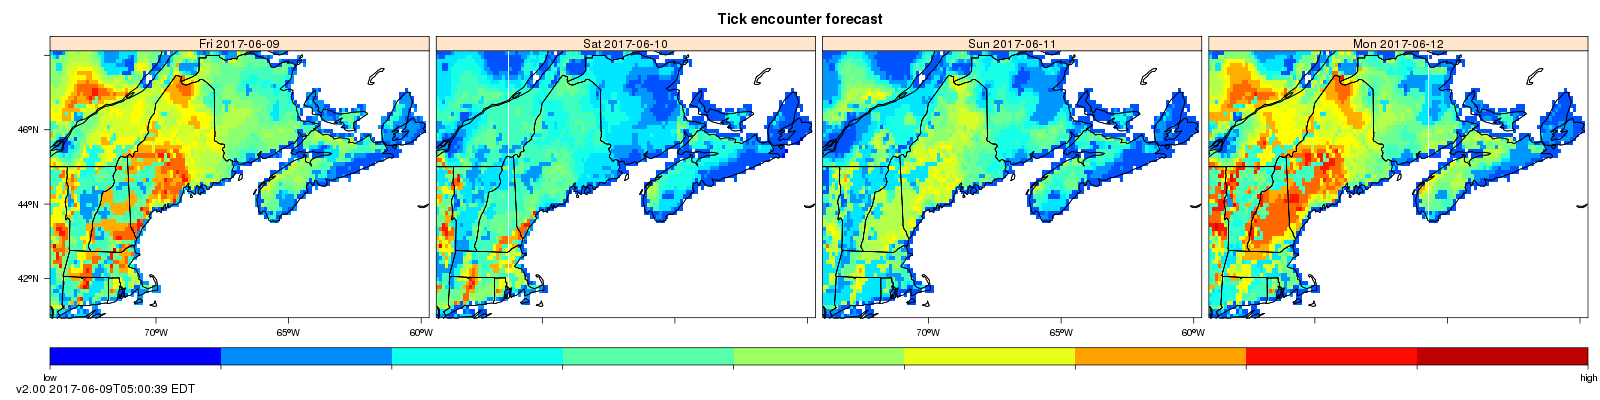 Tick encounter forecast
Fri 2017-06-09
Sat 2017-06-10
Sun 2017-06-11
Mon 2017-06-12
46°N
44°N
42°N
70°W 65°W 60°W 70°W 65°W 60°W
low high
v2.00 2017-06-09T05:00:39 EDT